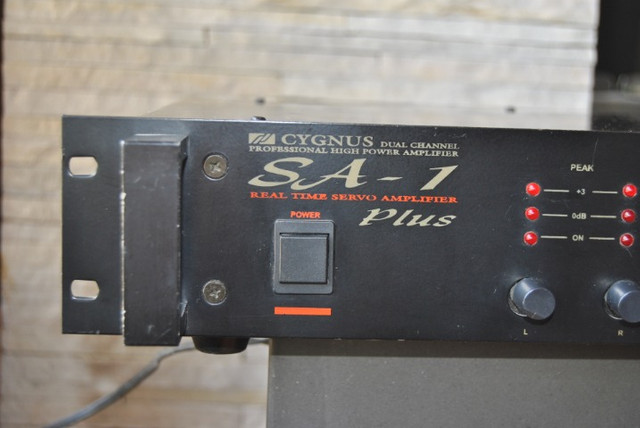 CYGNUS DUAL CHANNEL
PROFESSIONAL HIGH POWER AMPLIFIER
SA-1
REAL TIME SERVO AMPLIFIER
Plus
POWER
PEAK
+3
0dB
ON
L
R